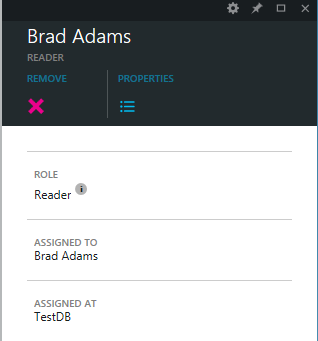 Brad Adams
READER
REMOVE PROPERTIES
ROLE
Reader i
ASSIGNED TO
Brad Adams
ASSIGNED AT
TestDB